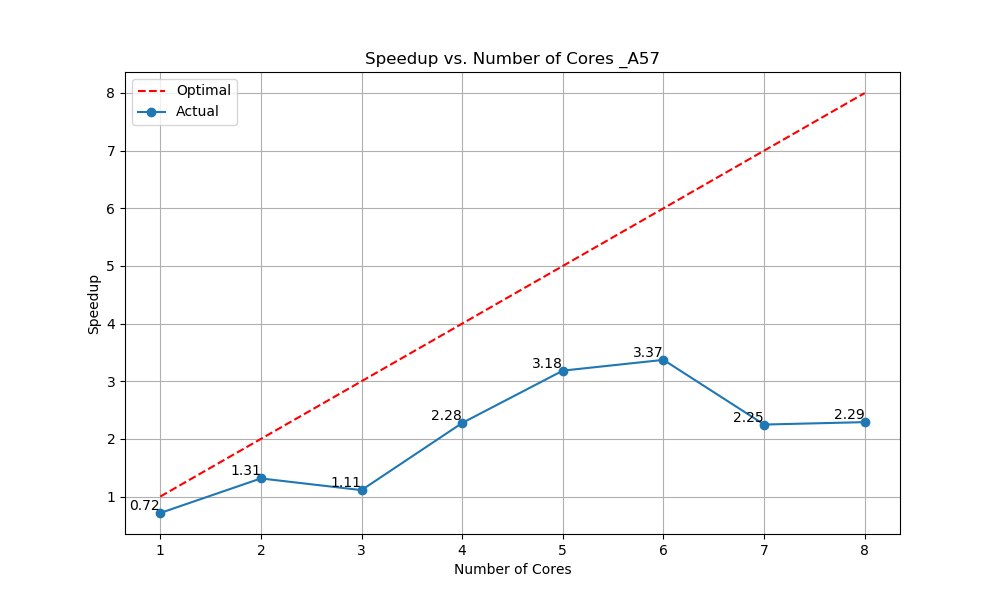 Speedup vs. Number of Cores _A57
Optimal
Actual
8
7
6
5
4
3
2
1
Speedup
0.72
1.31
1.11
2.28
3.18
3.37
2.25
2.29
1 2 3 4 5 6 7 8
Number of Cores